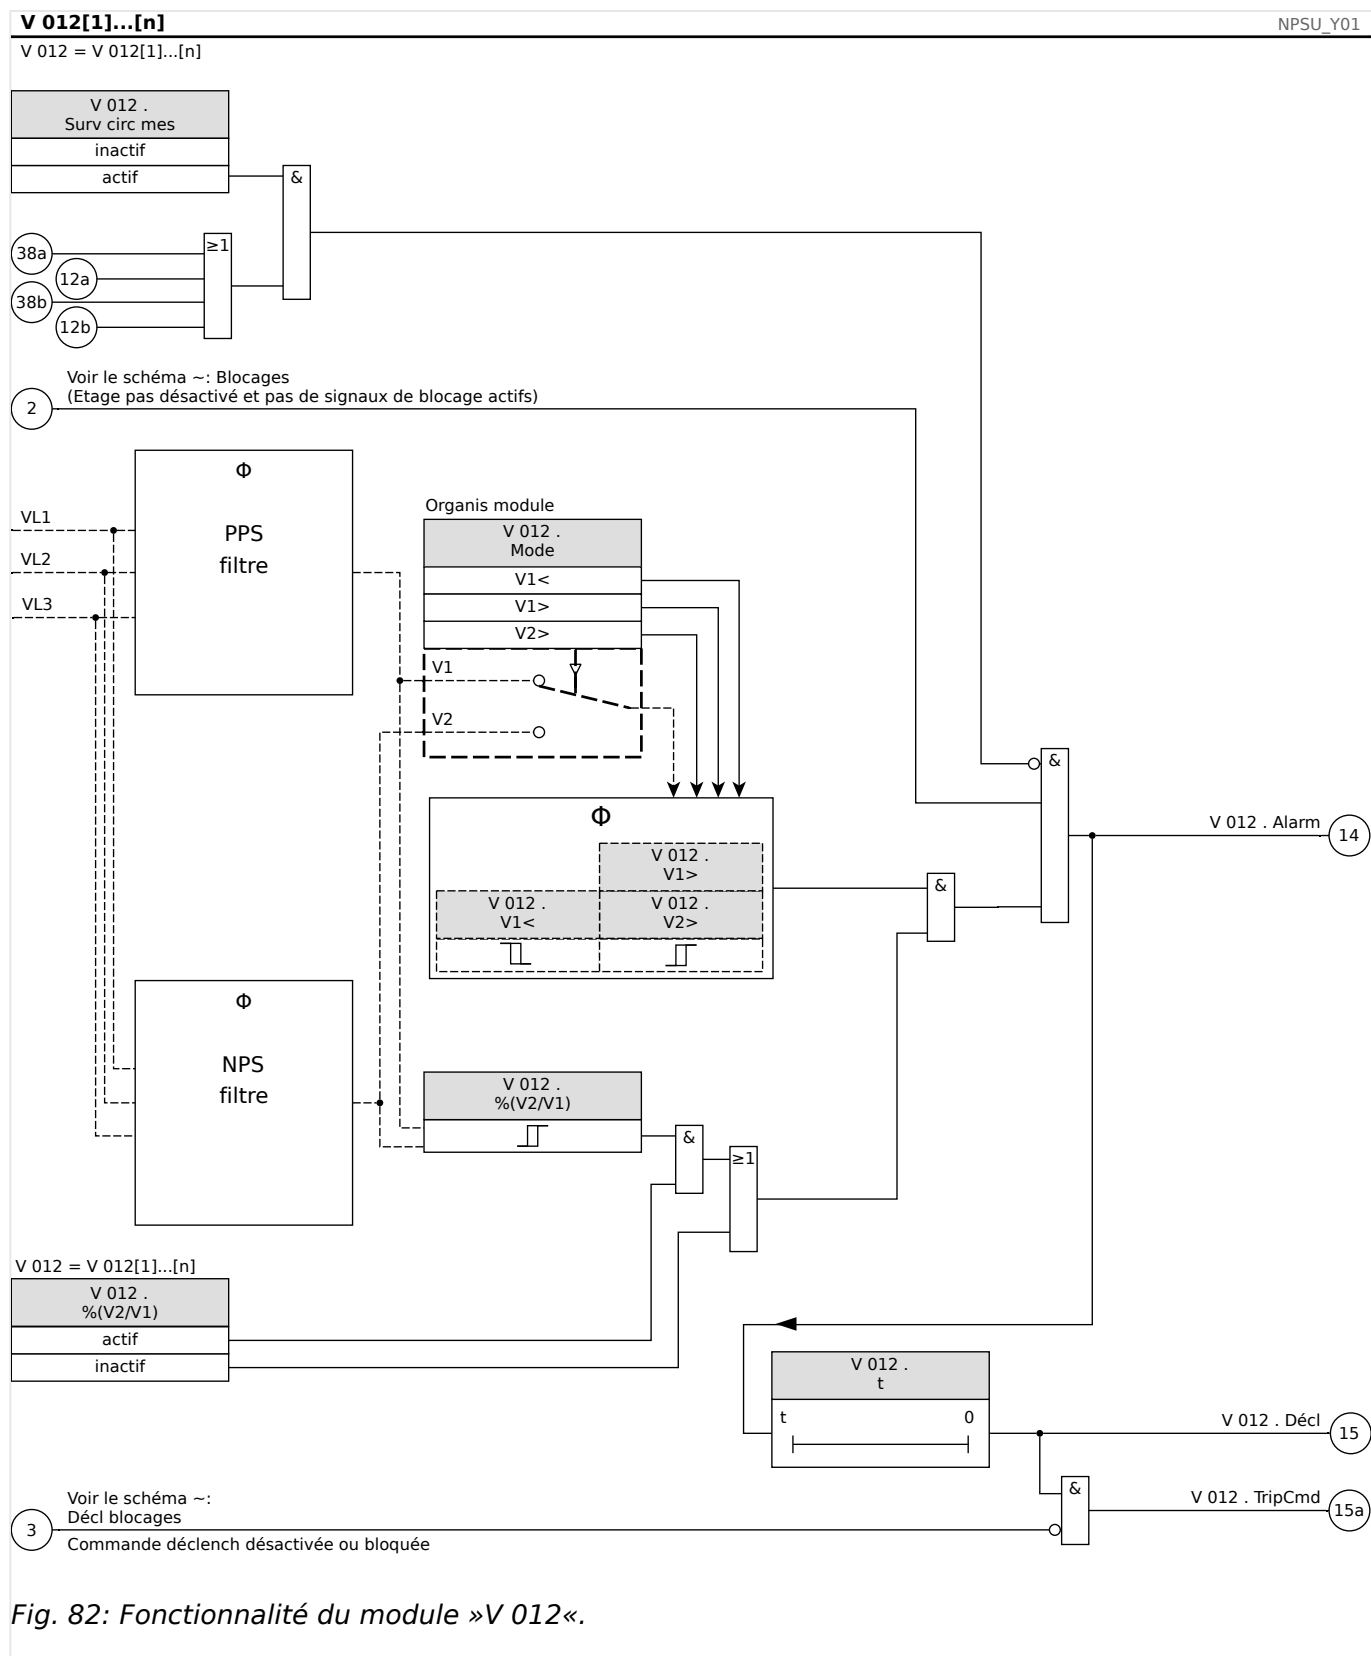 V 012[1]...[n]
NPSU_Y01
V 012 = V 012[1]...[n]
V 012 .
Surv circ mes
inactif
actif
&
≥1
38a
12a
38b
12b
Voir le schéma ~: Blocages
(Etage pas désactivé et pas de signaux de blocage actifs)
2
Φ
PPS
filtre
VL1
VL2
VL3
Organis module
V 012 .
Mode
V1<
V1>
V2>
V1
V2
&
Φ
V 012 .
V1>
V 012 .
V1<
V 012 .
V2>
&
V 012 . Alarm
14
Φ
NPS
filtre
V 012 .
%(V2/V1)
&
≥1
V 012 = V 012[1]...[n]
V 012 .
%(V2/V1)
actif
inactif
V 012 .
t
t 0
V 012 . Décl
15
&
V 012 . TripCmd
15a
Voir le schéma ~:
Décl blocages
3
Commande déclench désactivée ou bloquée
Fig. 82: Fonctionnalité du module »V 012«.